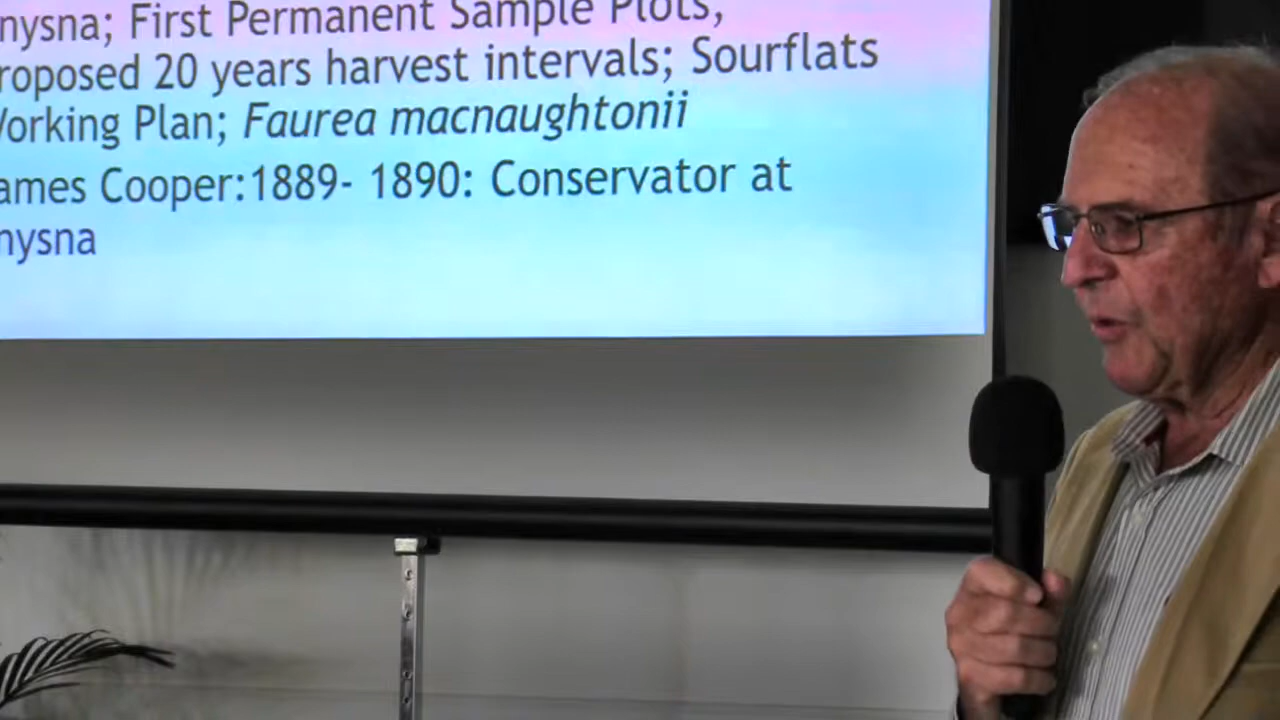 nysna; First Permanent Sample Plots,
roposed 20 years harvest intervals; Sourflats
orking Plan; Faurea macnaughtonii
ames Cooper:1889- 1890: Conservator at
nysna